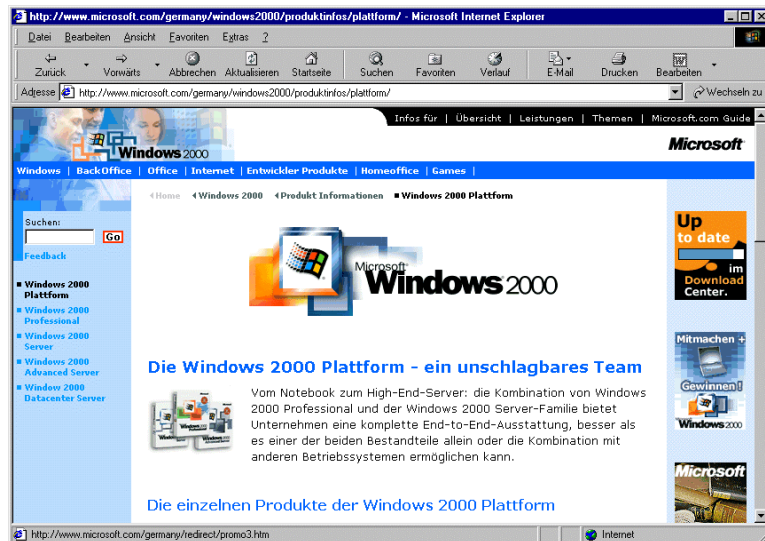 http://www.microsoft.com/germany/windows2000/produktinfos/plattform/ - Microsoft Internet Explorer
Datei Bearbeiten Ansicht Favoriten Extras ?
Zurück Vorwärts Abbrechen Aktualisieren Startseite Suchen Favoriten Verlauf E-Mail Drucken Bearbeiten
Adresse http://www.microsoft.com/germany/windows2000/produktinfos/plattform/ Wechseln zu
Infos für | Übersicht | Leistungen | Themen | Microsoft.com Guide
Windows 2000
Microsoft
Windows | BackOffice | Office | Internet | Entwickler Produkte | Homeoffice | Games |
Home Windows 2000 Produkt Informationen Windows 2000 Plattform
Suchen:
Go
Feedback
Windows 2000
Plattform
Windows 2000
Professional
Windows 2000
Server
Windows 2000
Advanced Server
Window 2000
Datacenter Server
Microsoft
Windows 2000
Die Windows 2000 Plattform - ein unschlagbares Team
Vom Notebook zum High-End-Server: die Kombination von Windows
2000 Professional und der Windows 2000 Server-Familie bietet
Unternehmen eine komplette End-to-End-Ausstattung, besser als
es einer der beiden Bestandteile allein oder die Kombination mit
anderen Betriebssystemen ermöglichen kann.
Die einzelnen Produkte der Windows 2000 Plattform
Up
to date
im
Download
Center.
Mitmachen +
Gewinnen !
Windows 2000
Microsoft
http://www.microsoft.com/germany/redirect/promo3.htm Internet